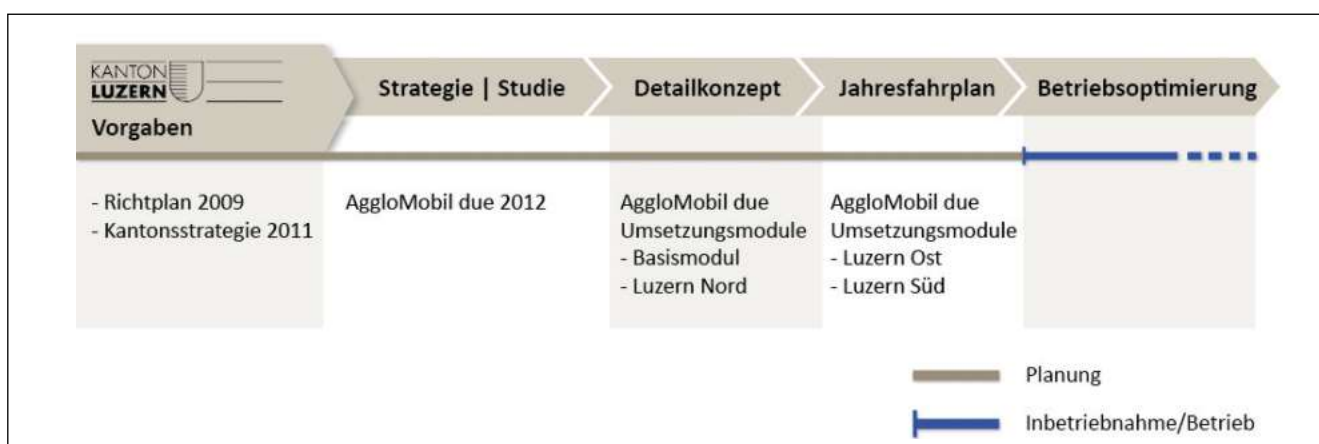 KANTON
LUZERN
Vorgaben
Strategie | Studie
Detailkonzept
Jahresfahrplan
Betriebsoptimierung
- Richtplan 2009
- Kantonsstrategie 2011
AggloMobil due 2012
AggloMobil due
Umsetzungsmodule
- Basismodul
- Luzern Nord
AggloMobil due
Umsetzungsmodule
- Luzern Ost
- Luzern Süd
Planung
Inbetriebnahme/Betrieb